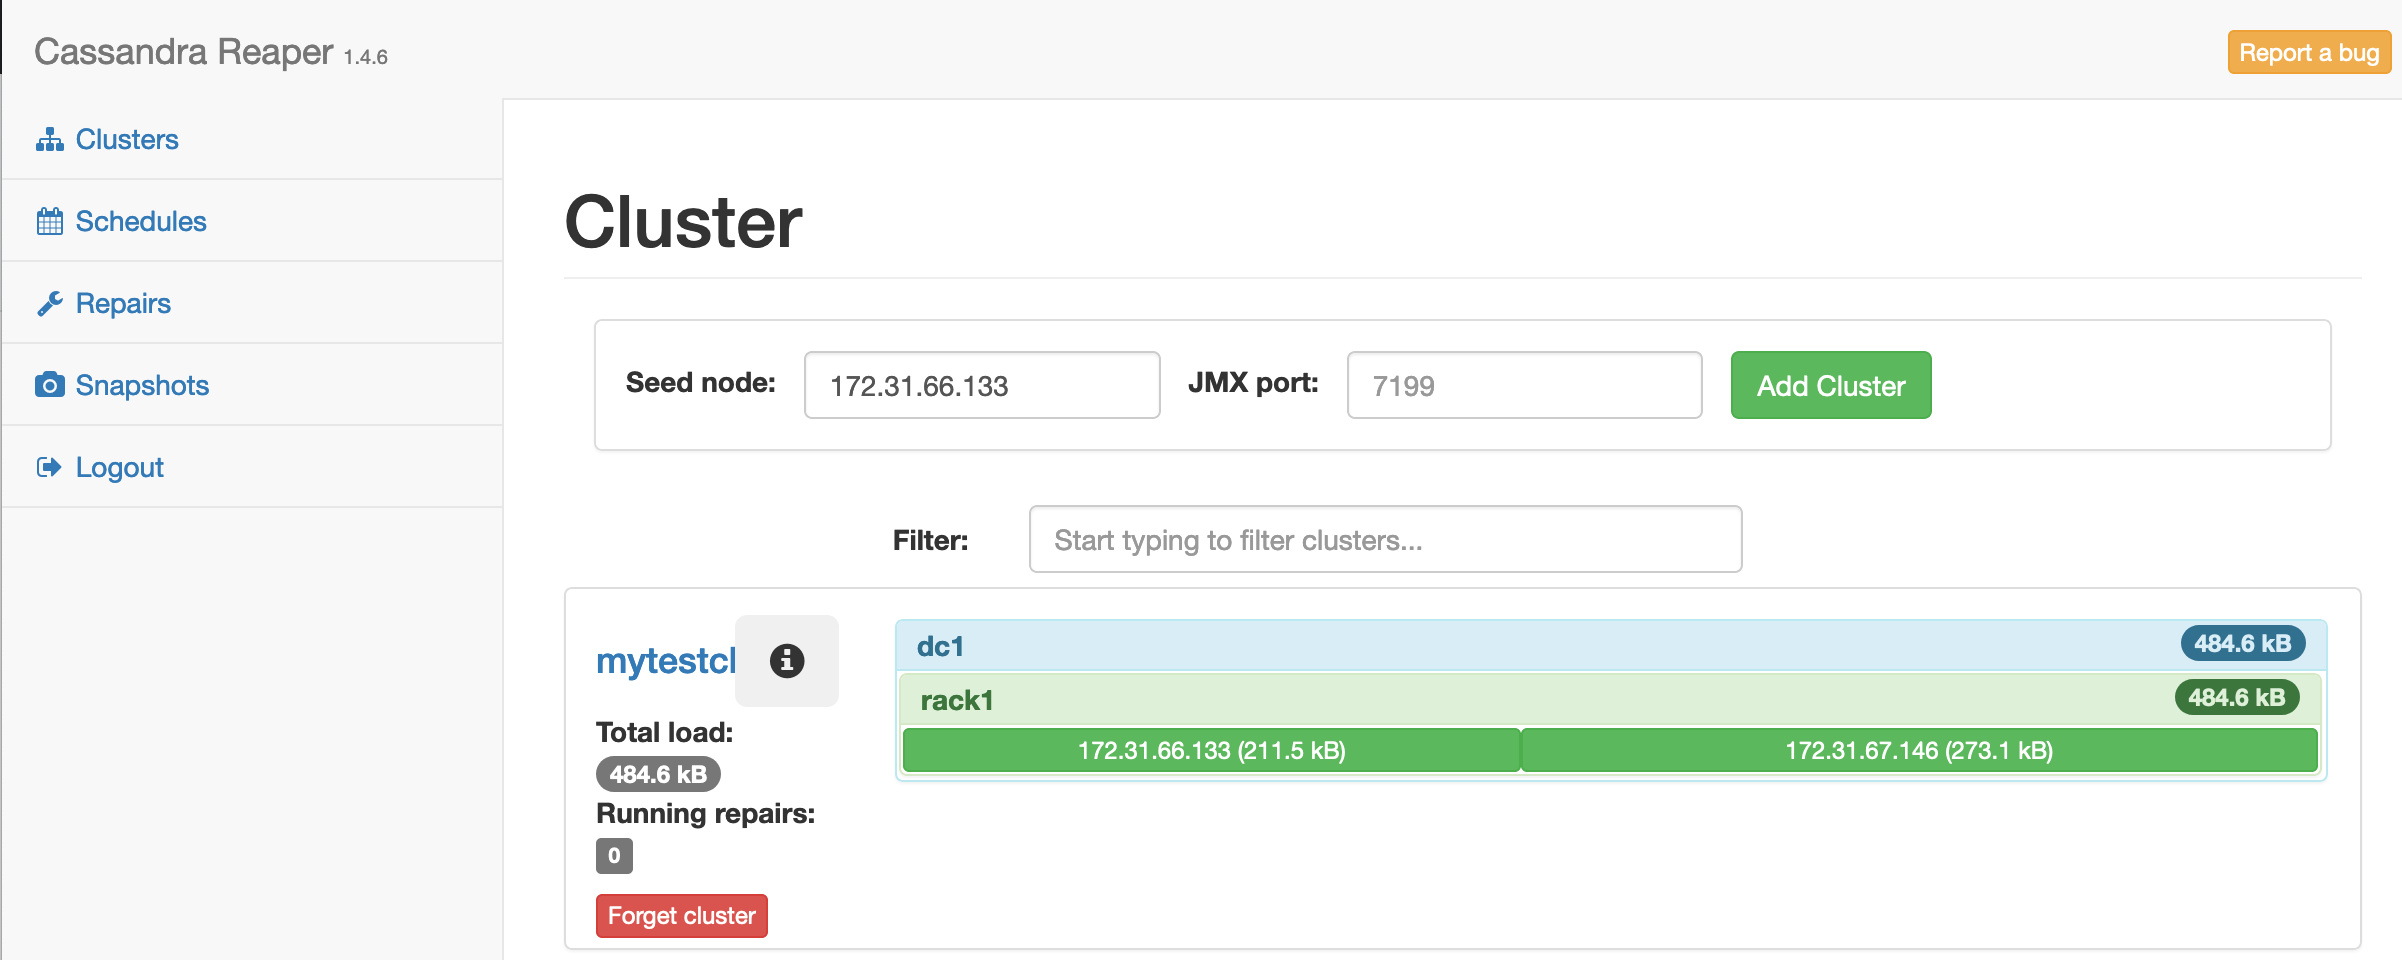 Cassandra Reaper 1.4.6
Report a bug
Clusters
Schedules
Repairs
Snapshots
Logout
Cluster
Seed node: 172.31.66.133 JMX port: 7199 Add Cluster
Filter: Start typing to filter clusters...
mytestcl
Total load:
484.6 kB
Running repairs:
0
Forget cluster
dc1 484.6 kB
rack1 484.6 kB
172.31.66.133 (211.5 kB) 172.31.67.146 (273.1 kB)